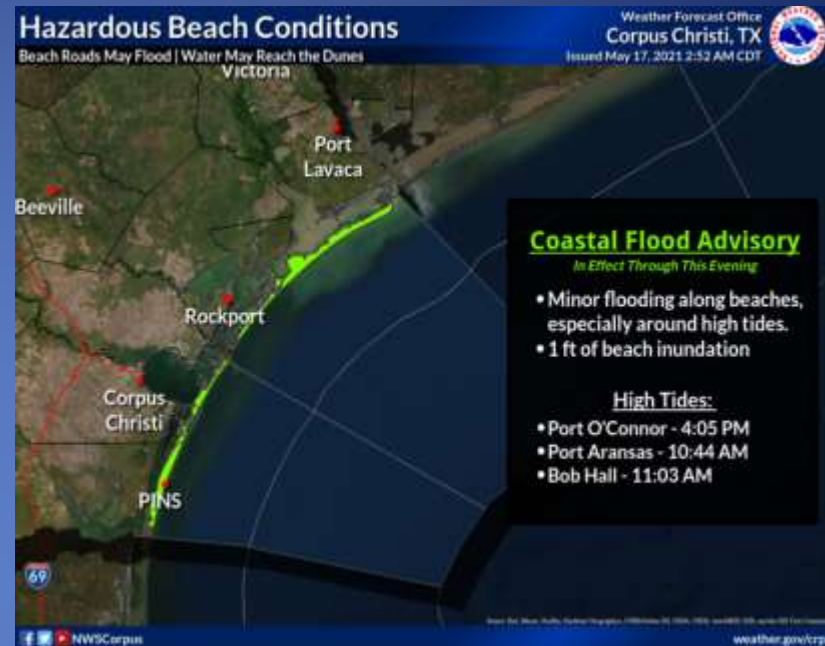 Hazardous Beach Conditions
Beach Roads May Flood | Water May Reach the Dunes
Weather Forecast Office
Corpus Christi, TX
Issued May 17, 2021 2:52 AM CDT
Victoria
Port
Lavaca
Beeville
Rockport
Corpus
Christi
PINS
69
Coastal Flood Advisory
In Effect Through This Evening
• Minor flooding along beaches,
especially around high tides.
• 1 ft of beach inundation
High Tides:
• Port O'Connor - 4:05 PM
• Port Aransas - 10:44 AM
• Bob Hall - 11:03 AM
NWSCorpus
weather.gov/crp